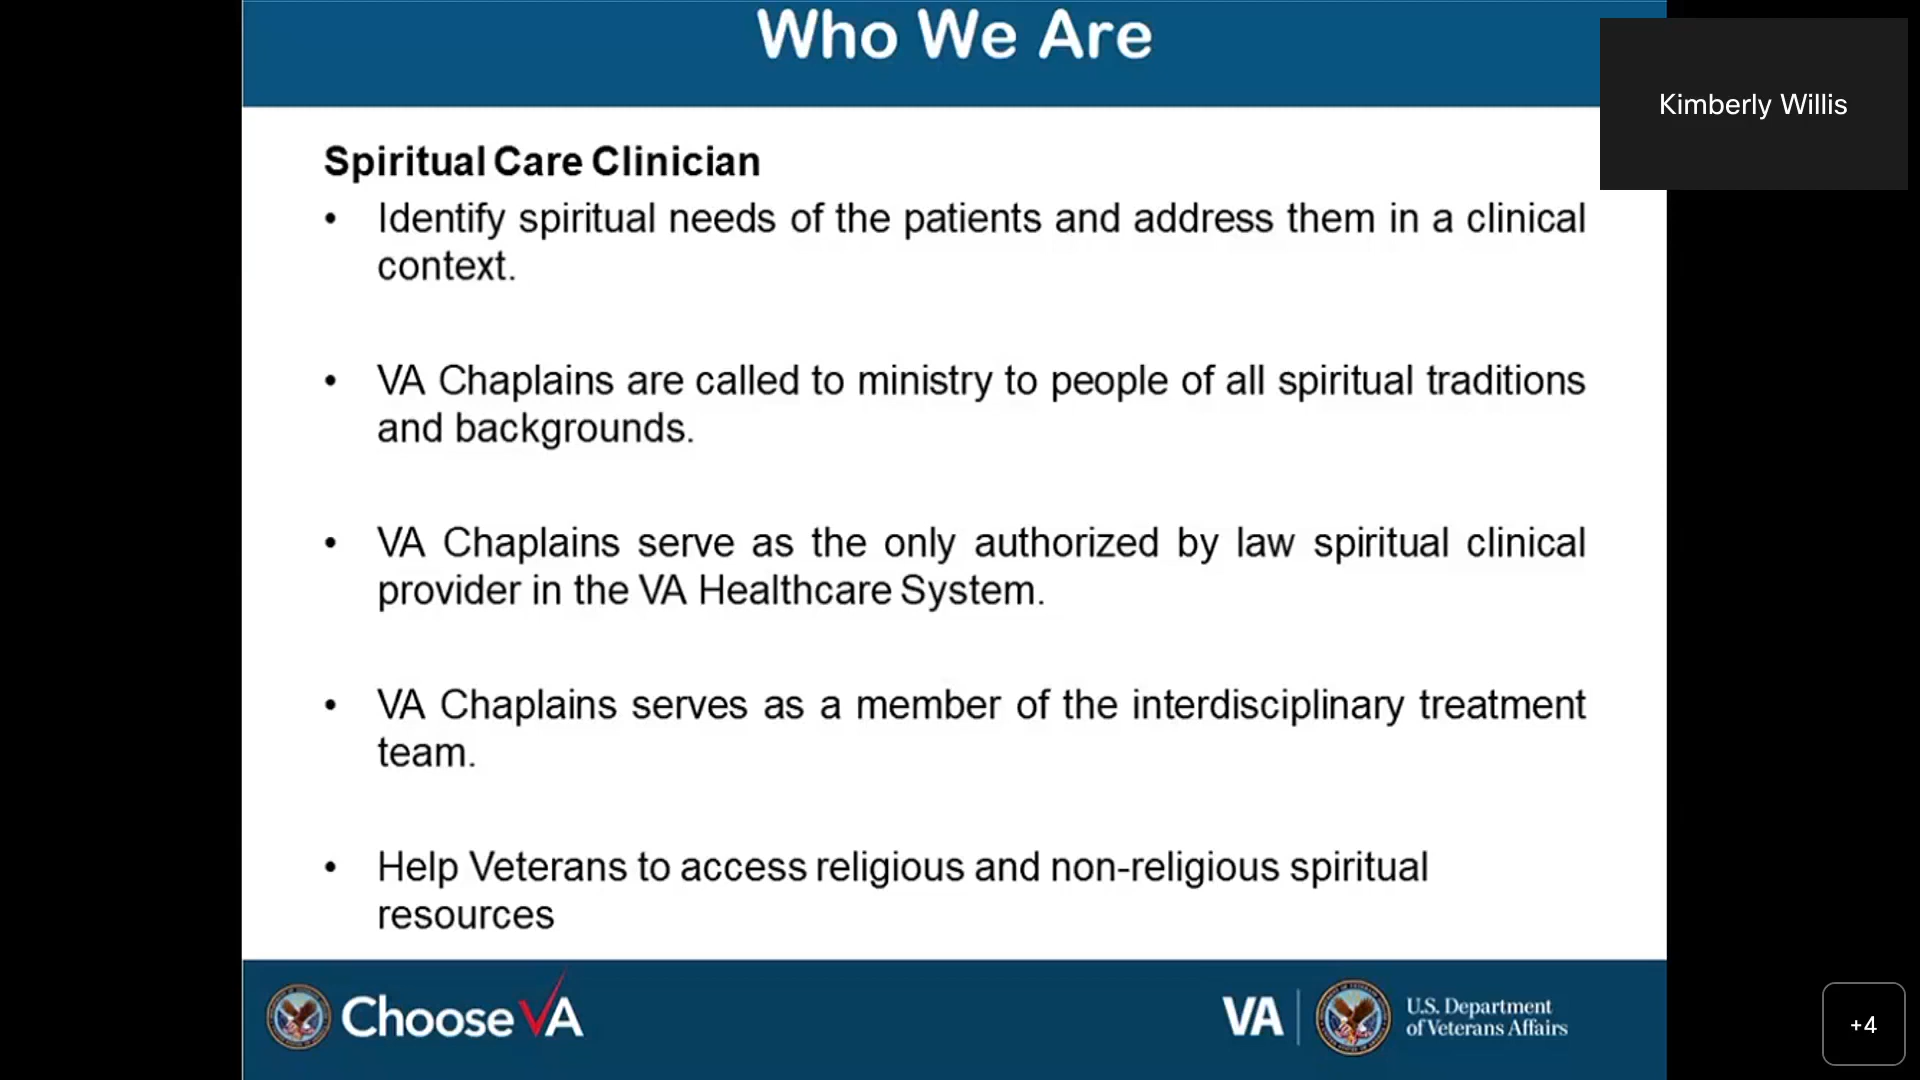 Who We Are
Kimberly Willis
Spiritual Care Clinician
• Identify spiritual needs of the patients and address them in a clinical
context.
• VA Chaplains are called to ministry to people of all spiritual traditions
and backgrounds.
• VA Chaplains serve as the only authorized by law spiritual clinical
provider in the VA Healthcare System.
• VA Chaplains serves as a member of the interdisciplinary treatment
team.
• Help Veterans to access religious and non-religious spiritual
resources
Choose VA
VA
U.S. Department
of Veterans Affairs
+4